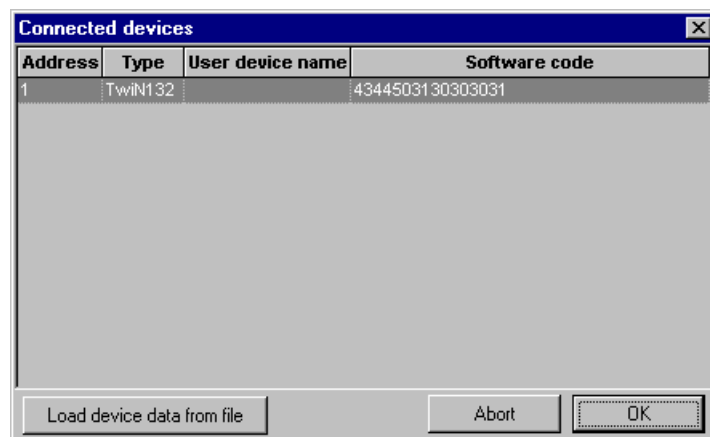 Connected devices
Address Type User device name Software code
1 TwiN132 4344503130303031
Load device data from file Abort OK